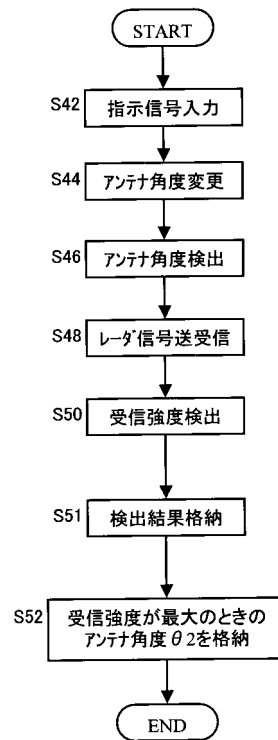 START
S42 指示信号入力
S44 アンテナ角度変更
S46 アンテナ角度検出
S48 レーダ信号送受信
S50 受信強度検出
S51 検出結果格納
S52 受信強度が最大のときの
アンテナ角度θ2を格納
END